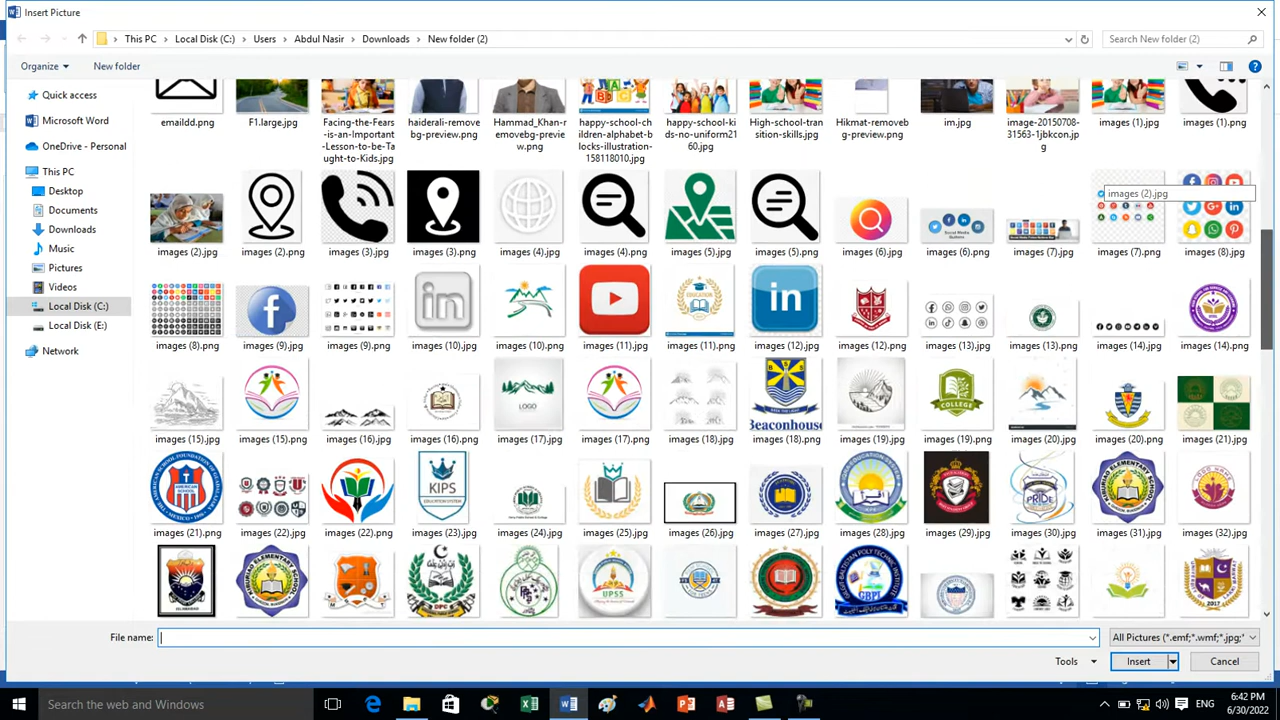 Insert Picture
This PC > Local Disk (C:) > Users > Abdul Nasir > Downloads > New folder (2)
Search New folder (2)
Organize
New folder
Quick access
Microsoft Word
OneDrive - Personal
This PC
Desktop
Documents
Downloads
Music
Pictures
Videos
Local Disk (C:)
Local Disk (E:)
Network
emaildd.png
F1.large.jpg
Facing-the-Fears-is-an-Important-Lesson-to-be-Taught-to-Kids.jpg
haiderali-removebg-preview.png
Hammad_Khan-removebg-preview.png
happy-school-children-alphabet-blocks-illustration-158118010.jpg
happy-school-kids-no-uniform2160.jpg
High-school-transition-skills.jpg
Hikmat-removebg-preview.png
im.jpg
image-20150708-31563-1jbkcon.jpg
images (1).jpg
images (1).png
images (2).jpg
images (2).jpg
images (2).png
images (3).jpg
images (3).png
images (4).jpg
images (4).png
images (5).jpg
images (5).png
images (6).jpg
images (6).png
images (7).jpg
images (7).png
images (8).jpg
images (8).png
images (9).jpg
images (9).png
images (10).jpg
images (10).png
images (11).jpg
images (11).png
images (12).jpg
images (12).png
images (13).jpg
images (13).png
images (14).jpg
images (14).png
LOGO
Beaconhouse
COLLEGE
images (15).jpg
images (15).png
images (16).jpg
images (16).png
images (17).jpg
images (17).png
images (18).jpg
images (18).png
images (19).jpg
images (19).png
images (20).jpg
images (20).png
images (21).jpg
KIPS
PRIDE
images (21).png
images (22).jpg
images (22).png
images (23).jpg
images (24).jpg
images (25).jpg
images (26).jpg
images (27).jpg
images (28).jpg
images (29).jpg
images (30).jpg
images (31).jpg
images (32).jpg
DPC
UPSS
GBPI
2017
File name:
All Pictures (*.emf;*.wmf;*.jpg;*
Tools
Insert
Cancel
Search the web and Windows
ENG
6:42 PM
6/30/2022